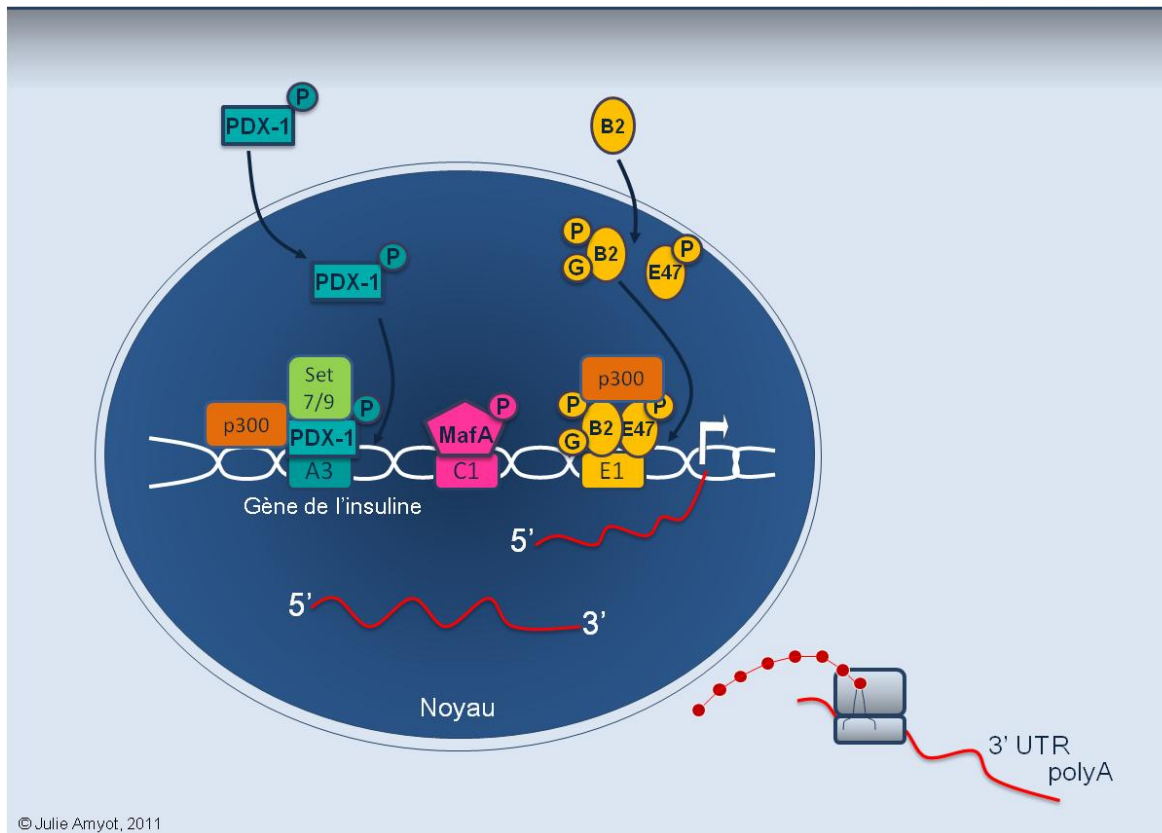 P
PDX-1
B2
P
B2
G
P
E47
P
PDX-1
Set
7/9
p300
P
PDX-1
A3
P
MafA
C1
p300
P
P
B2
E47
G
E1
Gène de l'insuline
5'
5'
3'
Noyau
3' UTR
polyA
© Julie Amyot, 2011